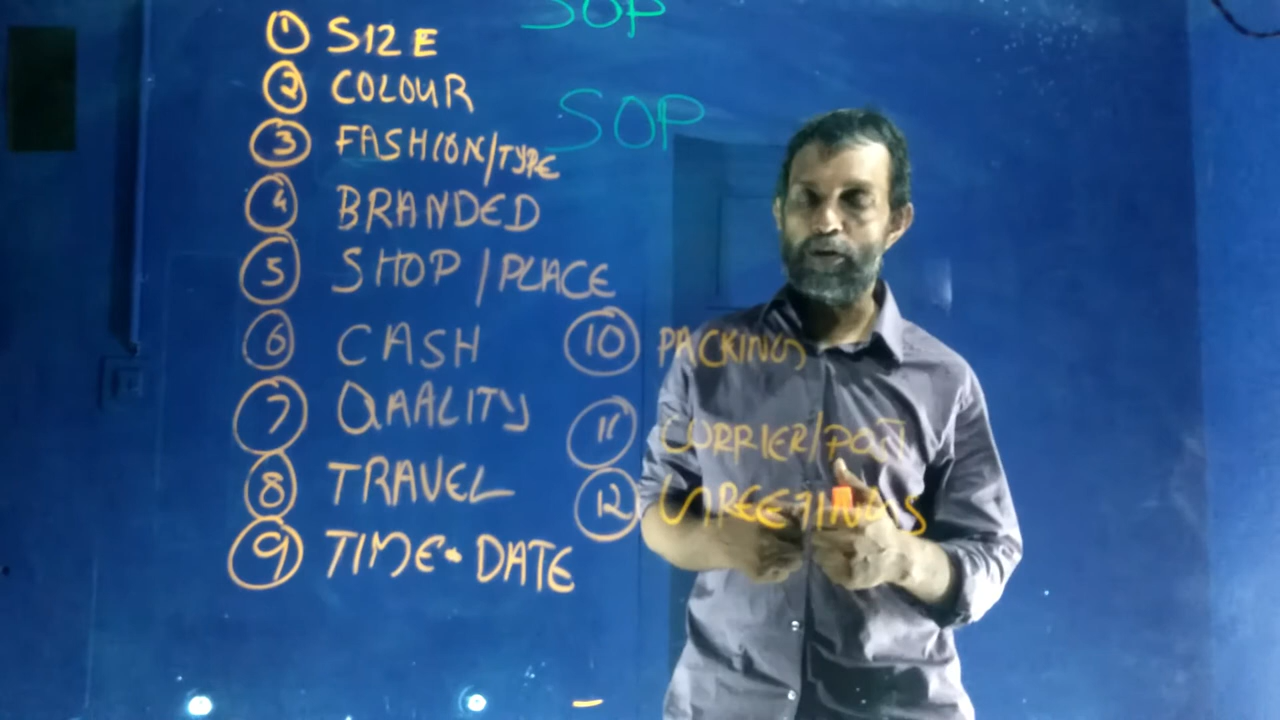 SOP
SOP
① SIZE
② COLOUR
③ FASHION/TYPE
④ BRANDED
⑤ SHOP/PLACE
⑥ CASH
⑦ QAALITY
⑧ TRAVEL
⑨ TIME. DATE
⑩ PACKING
⑪ CURRIER/POST
⑫ GREETINGS